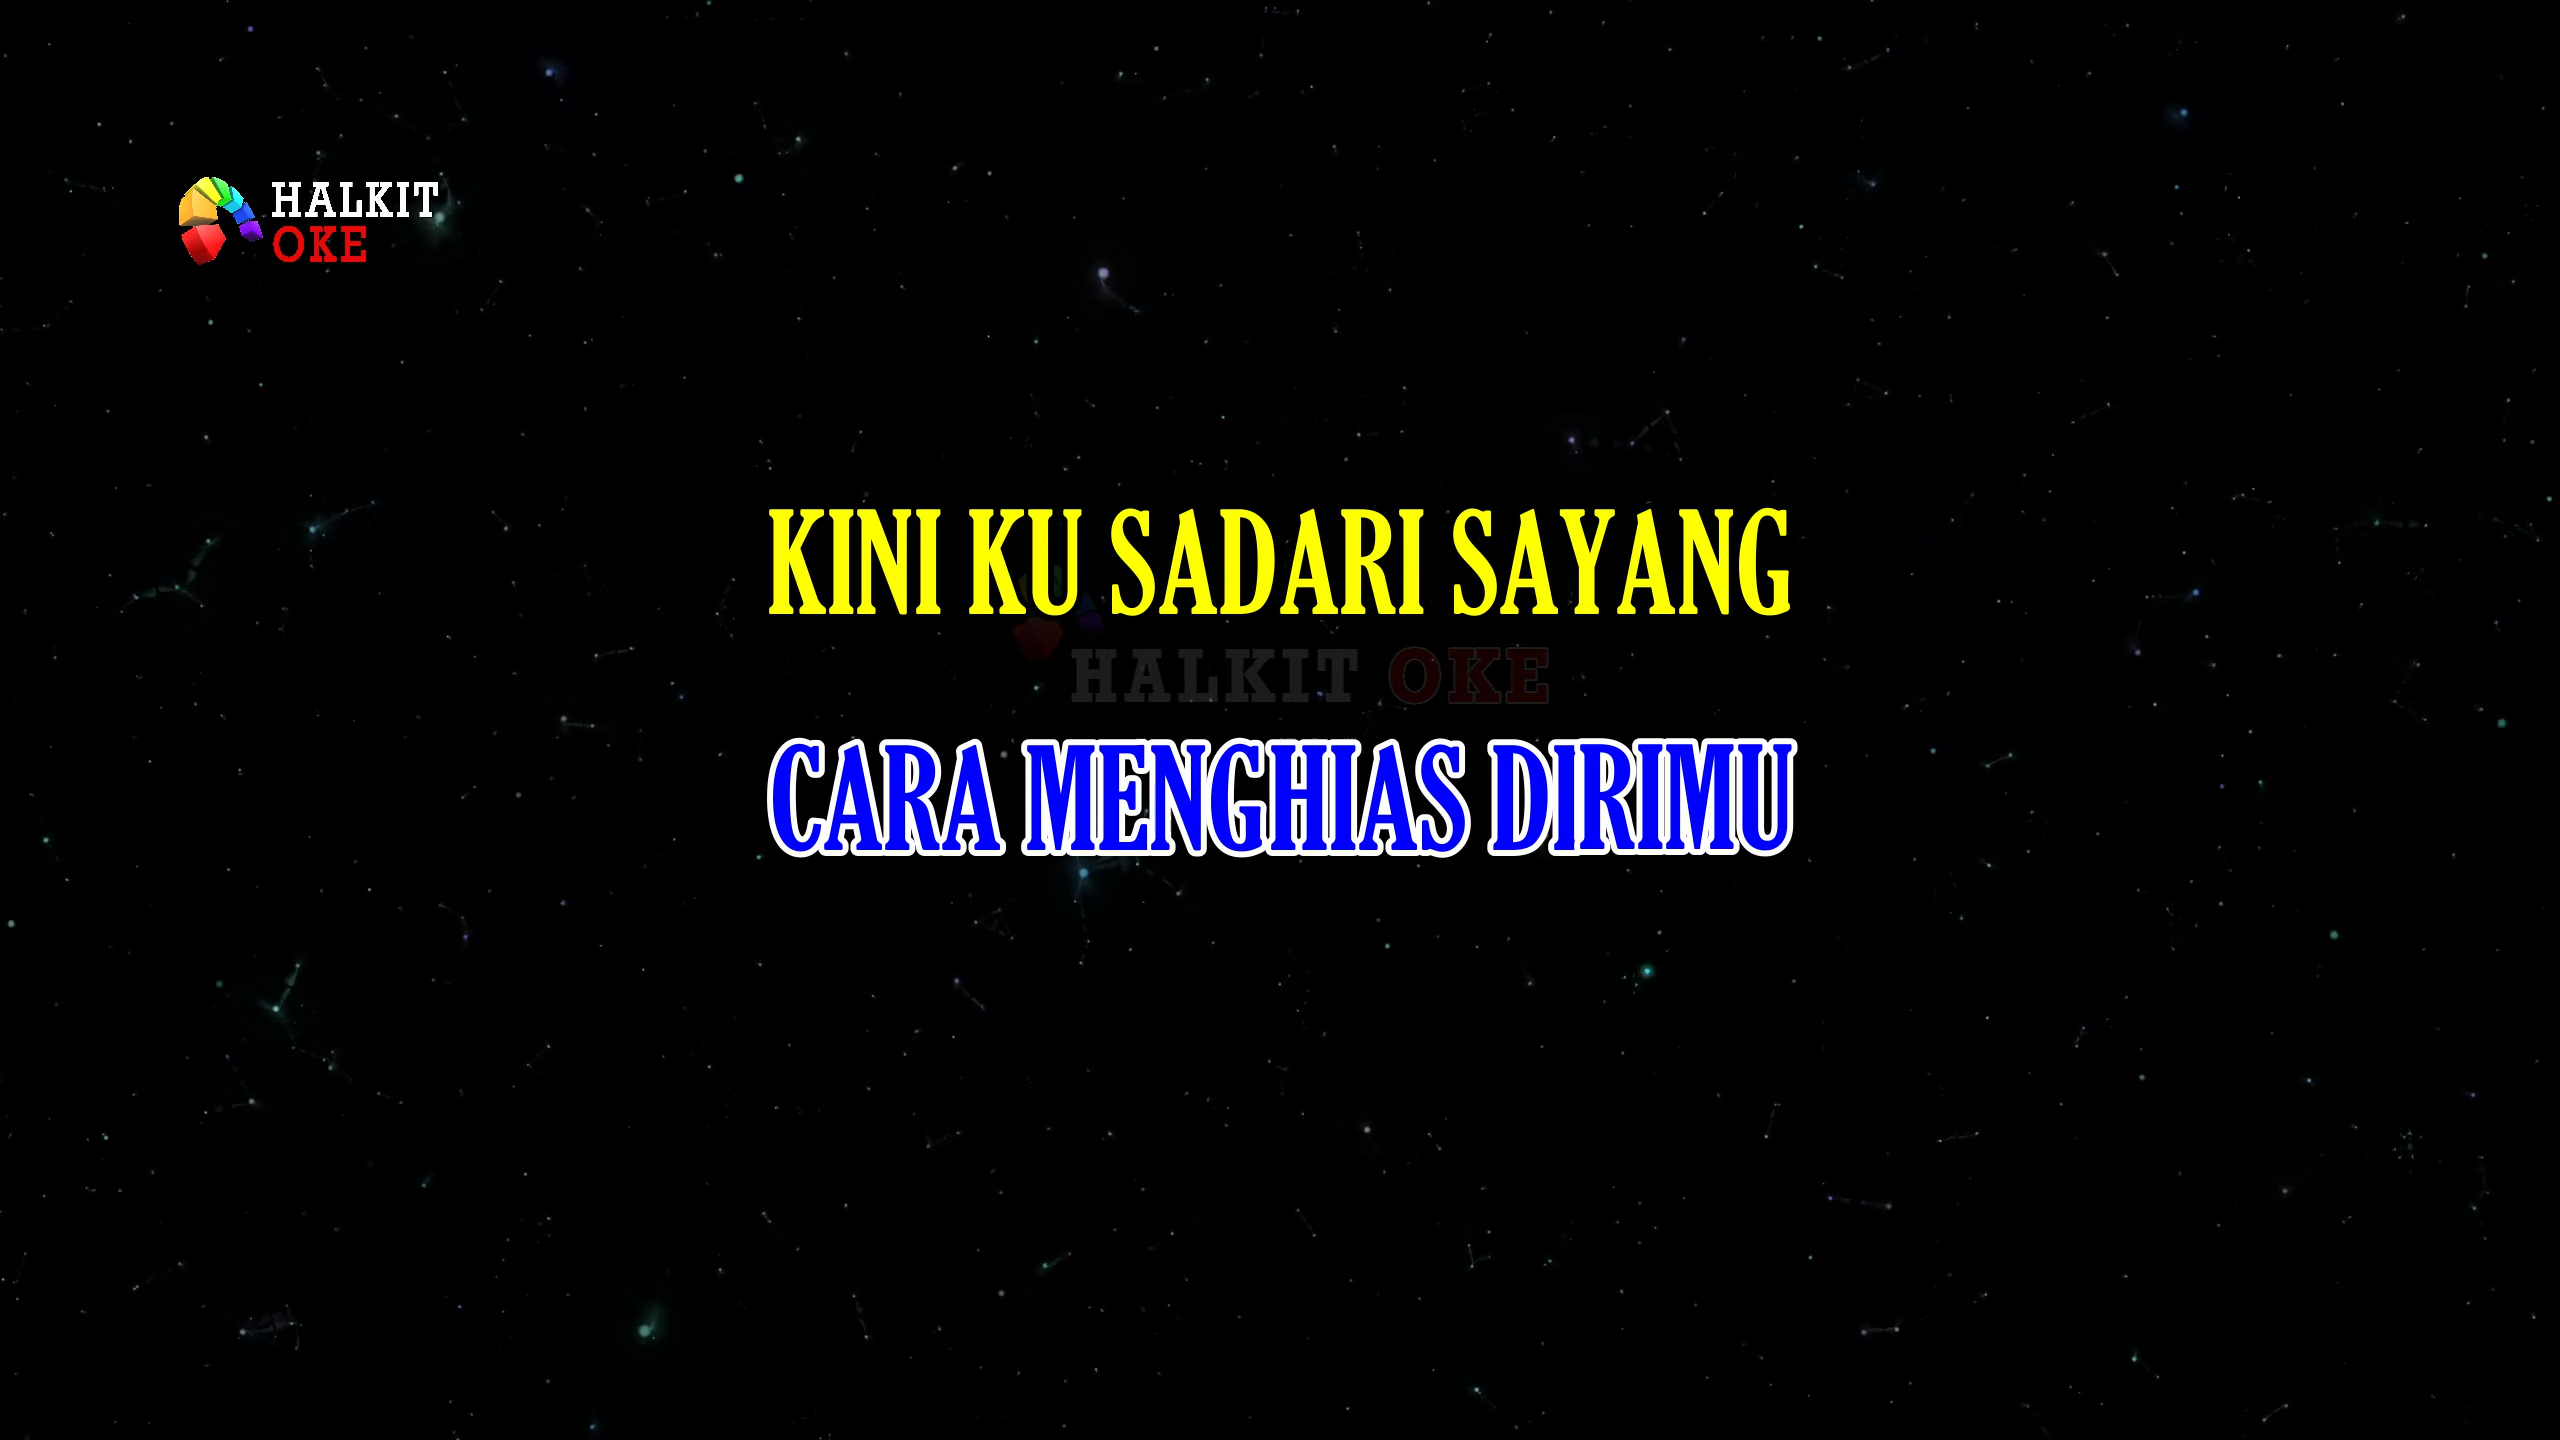 HALKIT
OKE
KINI KU SADARI SAYANG
HALKIT OKE
CARA MENGHIAS DIRIMU